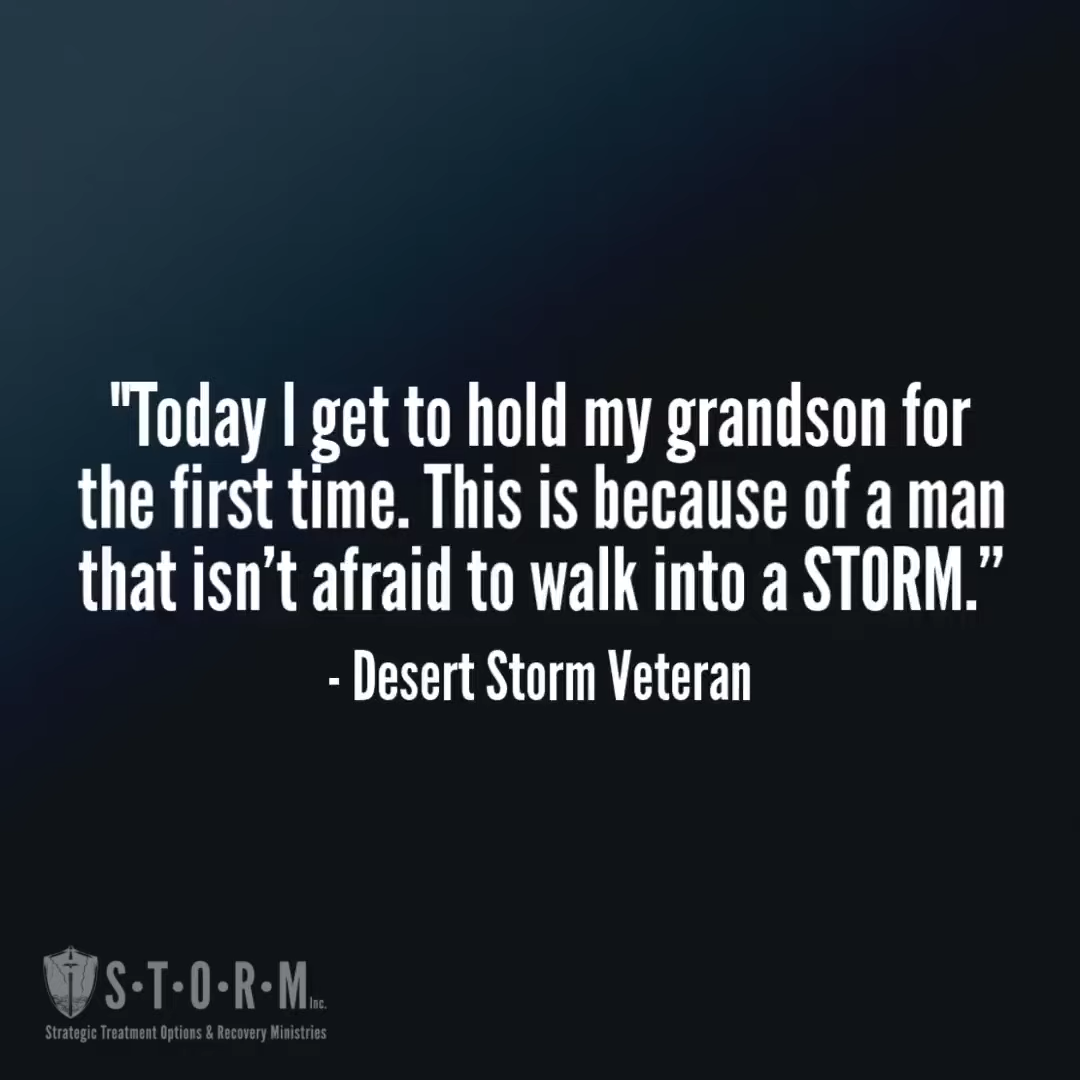 "Today I get to hold my grandson for
the first time. This is because of a man
that isn’t afraid to walk into a STORM.”
- Desert Storm Veteran
S·T·O·R·M Inc.
Strategic Treatment Options & Recovery Ministries